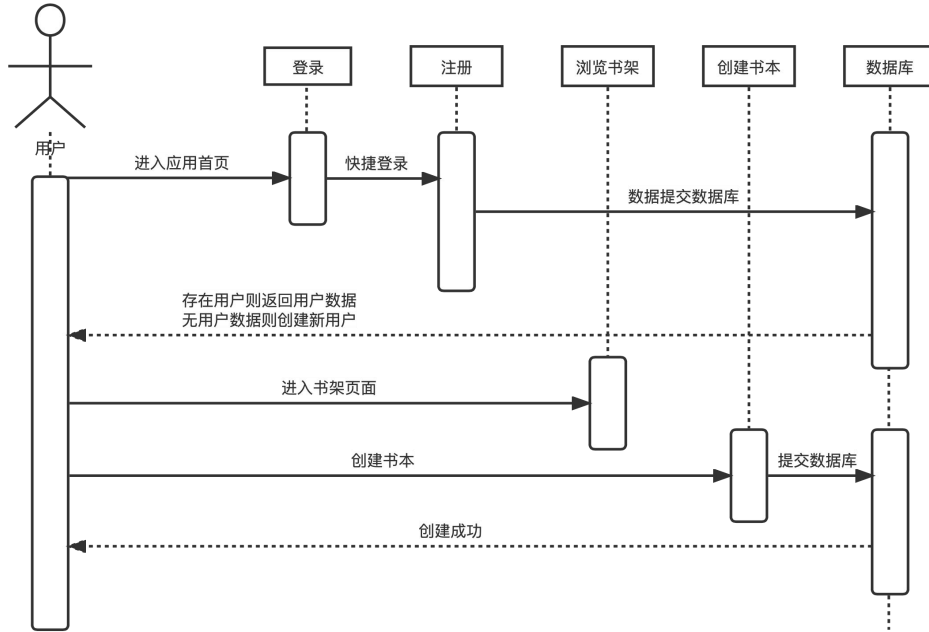 登录
注册
浏览书架
创建书本
数据库
用户
进入应用首页
快捷登录
数据提交数据库
存在用户则返回用户数据
无用户数据则创建新用户
进入书架页面
创建书本
提交数据库
创建成功